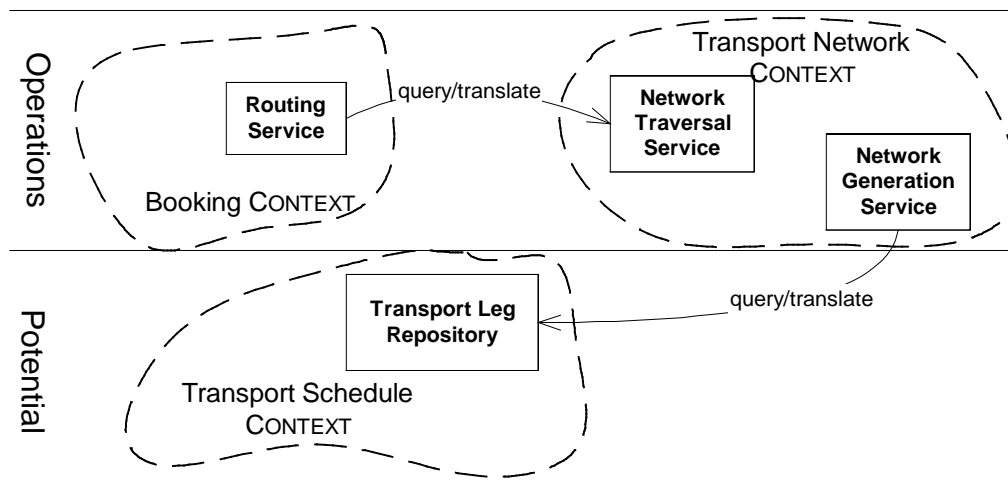 Operations
Routing
Service
Booking CONTEXT
query/translate
Transport Network
CONTEXT
Network
Traversal
Service
Network
Generation
Service
Potential
Transport Leg
Repository
Transport Schedule
CONTEXT
query/translate